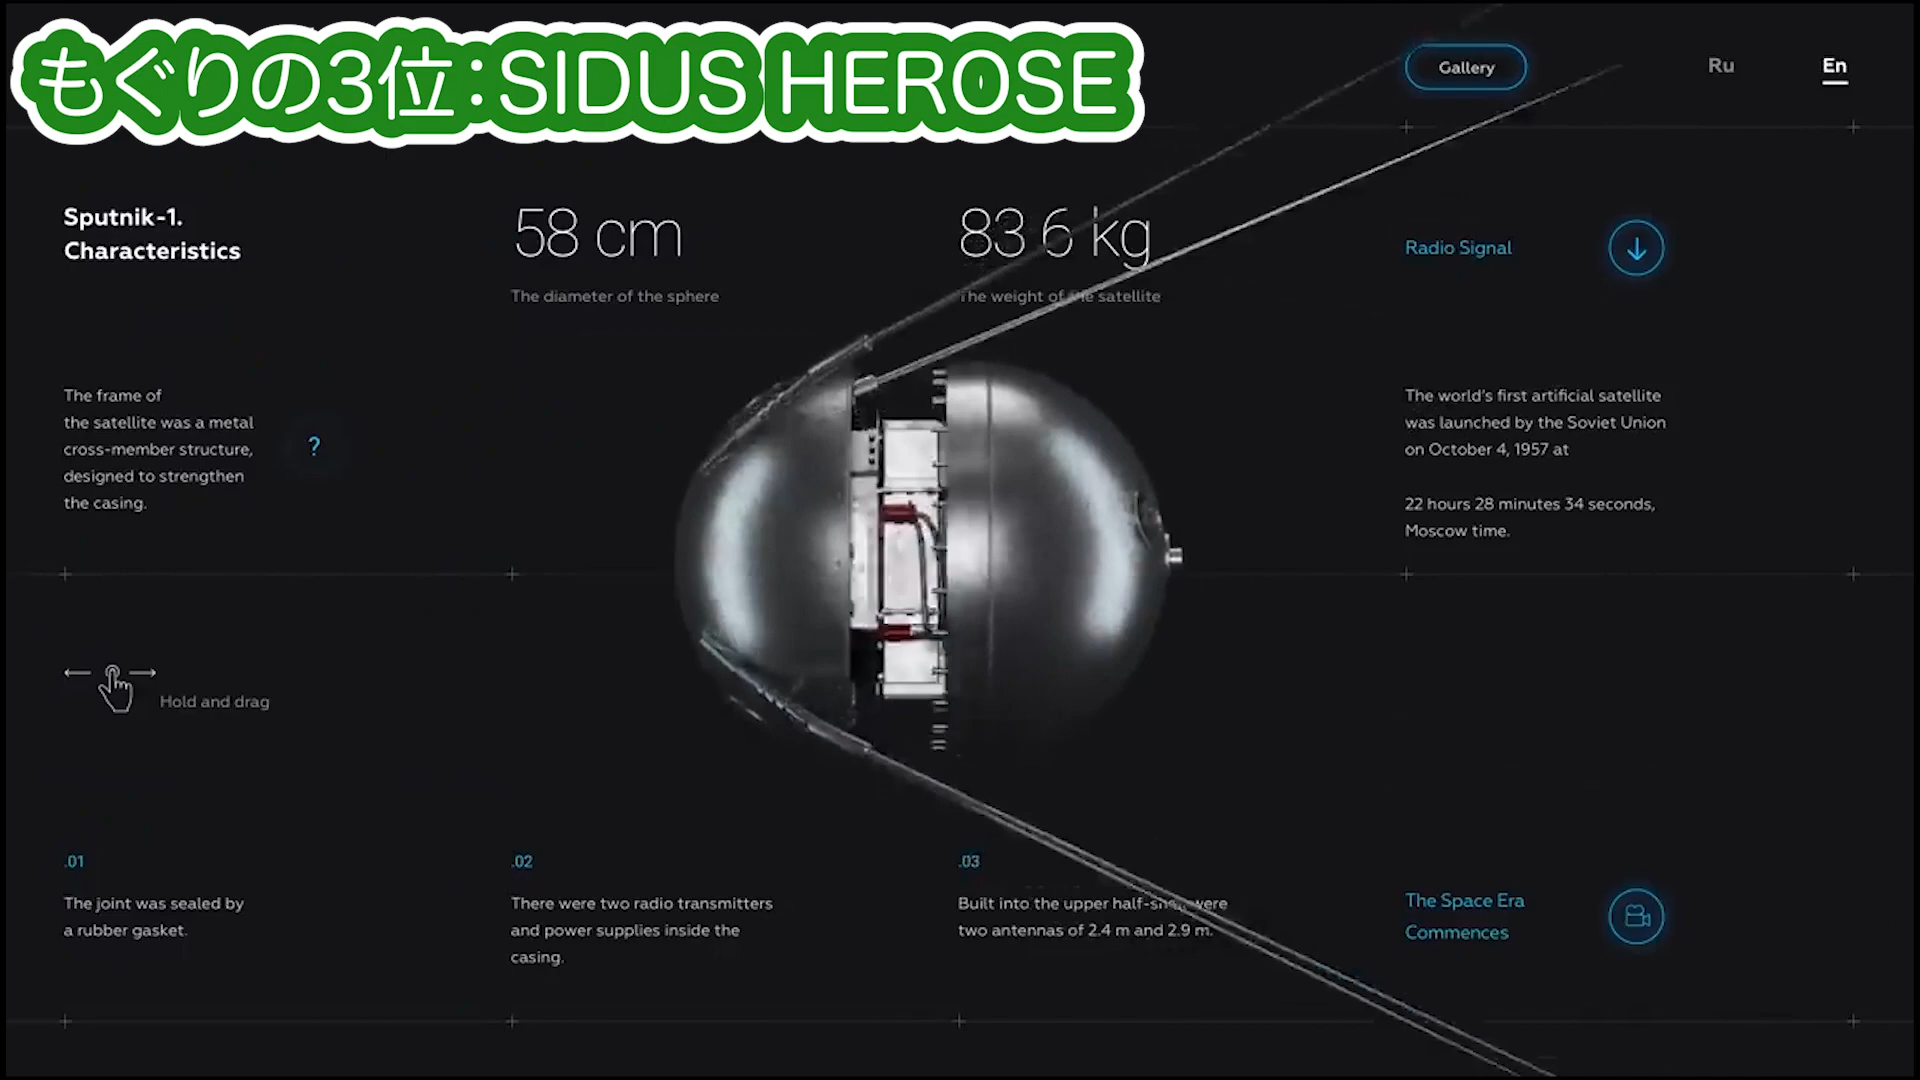 もぐりの3位:SIDUS HEROSE
Gallery
Ru
En
Sputnik-1.
Characteristics
58 cm
The diameter of the sphere
83 6 kg
The weight of the satellite
Radio Signal
The frame of
the satellite was a metal
cross-member structure,
designed to strengthen
the casing.
?
The world's first artificial satellite
was launched by the Soviet Union
on October 4, 1957 at
22 hours 28 minutes 34 seconds,
Moscow time.
Hold and drag
.01
The joint was sealed by
a rubber gasket.
.02
There were two radio transmitters
and power supplies inside the
casing.
.03
Built into the upper half-shell were
two antennas of 2.4 m and 2.9 m.
The Space Era
Commences